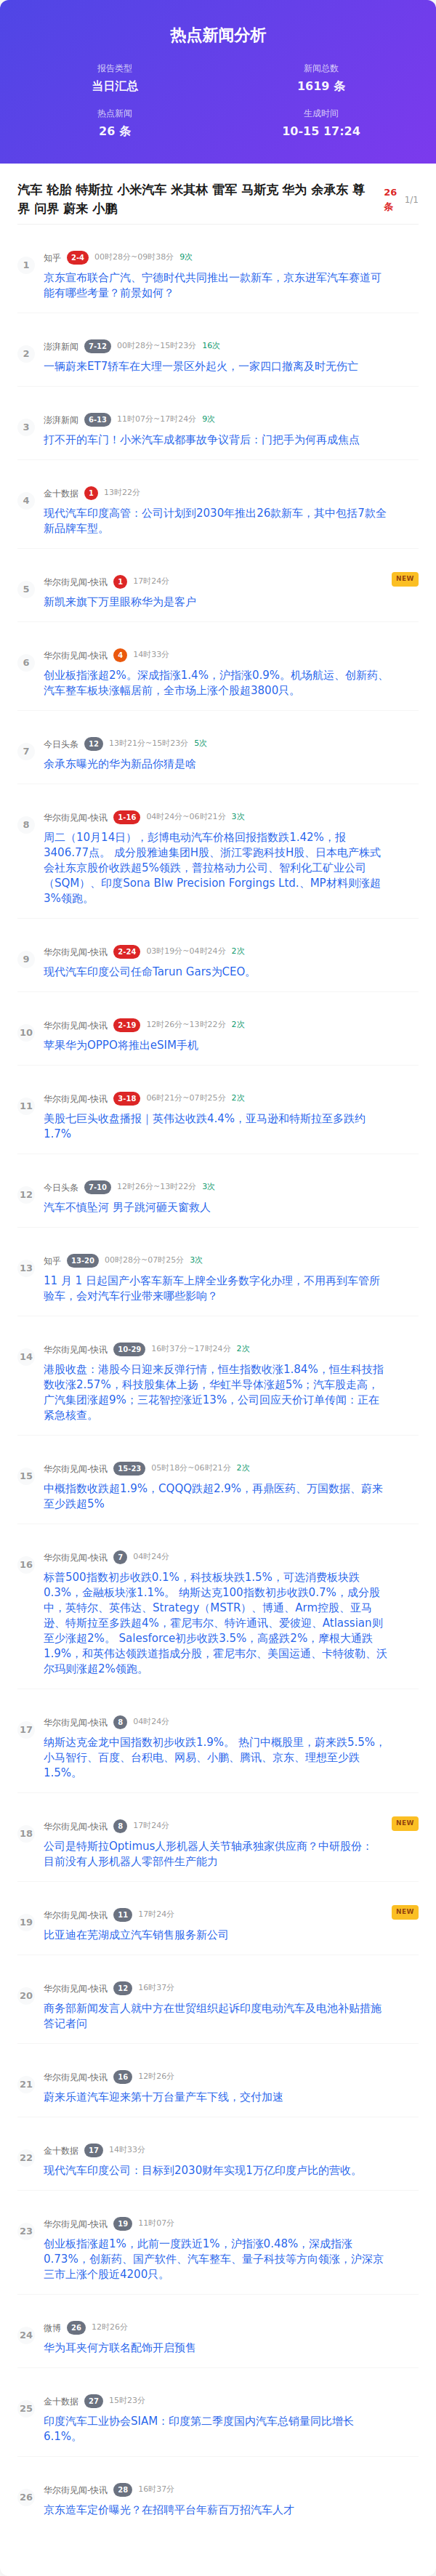 热点新闻分析
报告类型
当日汇总
新闻总数
1619 条
热点新闻
26 条
生成时间
10-15 17:24
汽车 轮胎 特斯拉 小米汽车 米其林 雷军 马斯克 华为 余承东 尊
界 问界 蔚来 小鹏
26
条
1/1
1
知乎 2-4 00时28分~09时38分 9次
京东宣布联合广汽、宁德时代共同推出一款新车，京东进军汽车赛道可
能有哪些考量？前景如何？
2
澎湃新闻 7-12 00时28分~15时23分 16次
一辆蔚来ET7轿车在大理一景区外起火，一家四口撤离及时无伤亡
3
澎湃新闻 6-13 11时07分~17时24分 9次
打不开的车门！小米汽车成都事故争议背后：门把手为何再成焦点
4
金十数据 1 13时22分
现代汽车印度高管：公司计划到2030年推出26款新车，其中包括7款全
新品牌车型。
5
华尔街见闻-快讯 1 17时24分
NEW
新凯来旗下万里眼称华为是客户
6
华尔街见闻-快讯 4 14时33分
创业板指涨超2%。深成指涨1.4%，沪指涨0.9%。机场航运、创新药、
汽车整车板块涨幅居前，全市场上涨个股超3800只。
7
今日头条 12 13时21分~15时23分 5次
余承东曝光的华为新品你猜是啥
8
华尔街见闻-快讯 1-16 04时24分~06时21分 3次
周二（10月14日），彭博电动汽车价格回报指数跌1.42%，报
3406.77点。 成分股雅迪集团H股、浙江零跑科技H股、日本电产株式
会社东京股价收跌超5%领跌，普拉格动力公司、智利化工矿业公司
（SQM）、印度Sona Blw Precision Forgings Ltd.、MP材料则涨超
3%领跑。
9
华尔街见闻-快讯 2-24 03时19分~04时24分 2次
现代汽车印度公司任命Tarun Gars为CEO。
10
华尔街见闻-快讯 2-19 12时26分~13时22分 2次
苹果华为OPPO将推出eSIM手机
11
华尔街见闻-快讯 3-18 06时21分~07时25分 2次
美股七巨头收盘播报｜英伟达收跌4.4%，亚马逊和特斯拉至多跌约
1.7%
12
今日头条 7-10 12时26分~13时22分 3次
汽车不慎坠河 男子跳河砸天窗救人
13
知乎 13-20 00时28分~07时25分 3次
11 月 1 日起国产小客车新车上牌全业务数字化办理，不用再到车管所
验车，会对汽车行业带来哪些影响？
14
华尔街见闻-快讯 10-29 16时37分~17时24分 2次
港股收盘：港股今日迎来反弹行情，恒生指数收涨1.84%，恒生科技指
数收涨2.57%，科技股集体上扬，华虹半导体涨超5%；汽车股走高，
广汽集团涨超9%；三花智控涨近13%，公司回应天价订单传闻：正在
紧急核查。
15
华尔街见闻-快讯 15-23 05时18分~06时21分 2次
中概指数收跌超1.9%，CQQQ跌超2.9%，再鼎医药、万国数据、蔚来
至少跌超5%
16
华尔街见闻-快讯 7 04时24分
标普500指数初步收跌0.1%，科技板块跌1.5%，可选消费板块跌
0.3%，金融板块涨1.1%。 纳斯达克100指数初步收跌0.7%，成分股
中，英特尔、英伟达、Strategy（MSTR）、博通、Arm控股、亚马
逊、特斯拉至多跌超4%，霍尼韦尔、特许通讯、爱彼迎、Atlassian则
至少涨超2%。 Salesforce初步收跌3.5%，高盛跌2%，摩根大通跌
1.9%，和英伟达领跌道指成分股，霍尼韦尔、美国运通、卡特彼勒、沃
尔玛则涨超2%领跑。
17
华尔街见闻-快讯 8 04时24分
纳斯达克金龙中国指数初步收跌1.9%。 热门中概股里，蔚来跌5.5%，
小马智行、百度、台积电、网易、小鹏、腾讯、京东、理想至少跌
1.5%。
18
华尔街见闻-快讯 8 17时24分
NEW
公司是特斯拉Optimus人形机器人关节轴承独家供应商？中研股份：
目前没有人形机器人零部件生产能力
19
华尔街见闻-快讯 11 17时24分
NEW
比亚迪在芜湖成立汽车销售服务新公司
20
华尔街见闻-快讯 12 16时37分
商务部新闻发言人就中方在世贸组织起诉印度电动汽车及电池补贴措施
答记者问
21
华尔街见闻-快讯 16 12时26分
蔚来乐道汽车迎来第十万台量产车下线，交付加速
22
金十数据 17 14时33分
现代汽车印度公司：目标到2030财年实现1万亿印度卢比的营收。
23
华尔街见闻-快讯 19 11时07分
创业板指涨超1%，此前一度跌近1%，沪指涨0.48%，深成指涨
0.73%，创新药、国产软件、汽车整车、量子科技等方向领涨，沪深京
三市上涨个股近4200只。
24
微博 26 12时26分
华为耳夹何方联名配饰开启预售
25
金十数据 27 15时23分
印度汽车工业协会SIAM：印度第二季度国内汽车总销量同比增长
6.1%。
26
华尔街见闻-快讯 28 16时37分
京东造车定价曝光？在招聘平台年薪百万招汽车人才